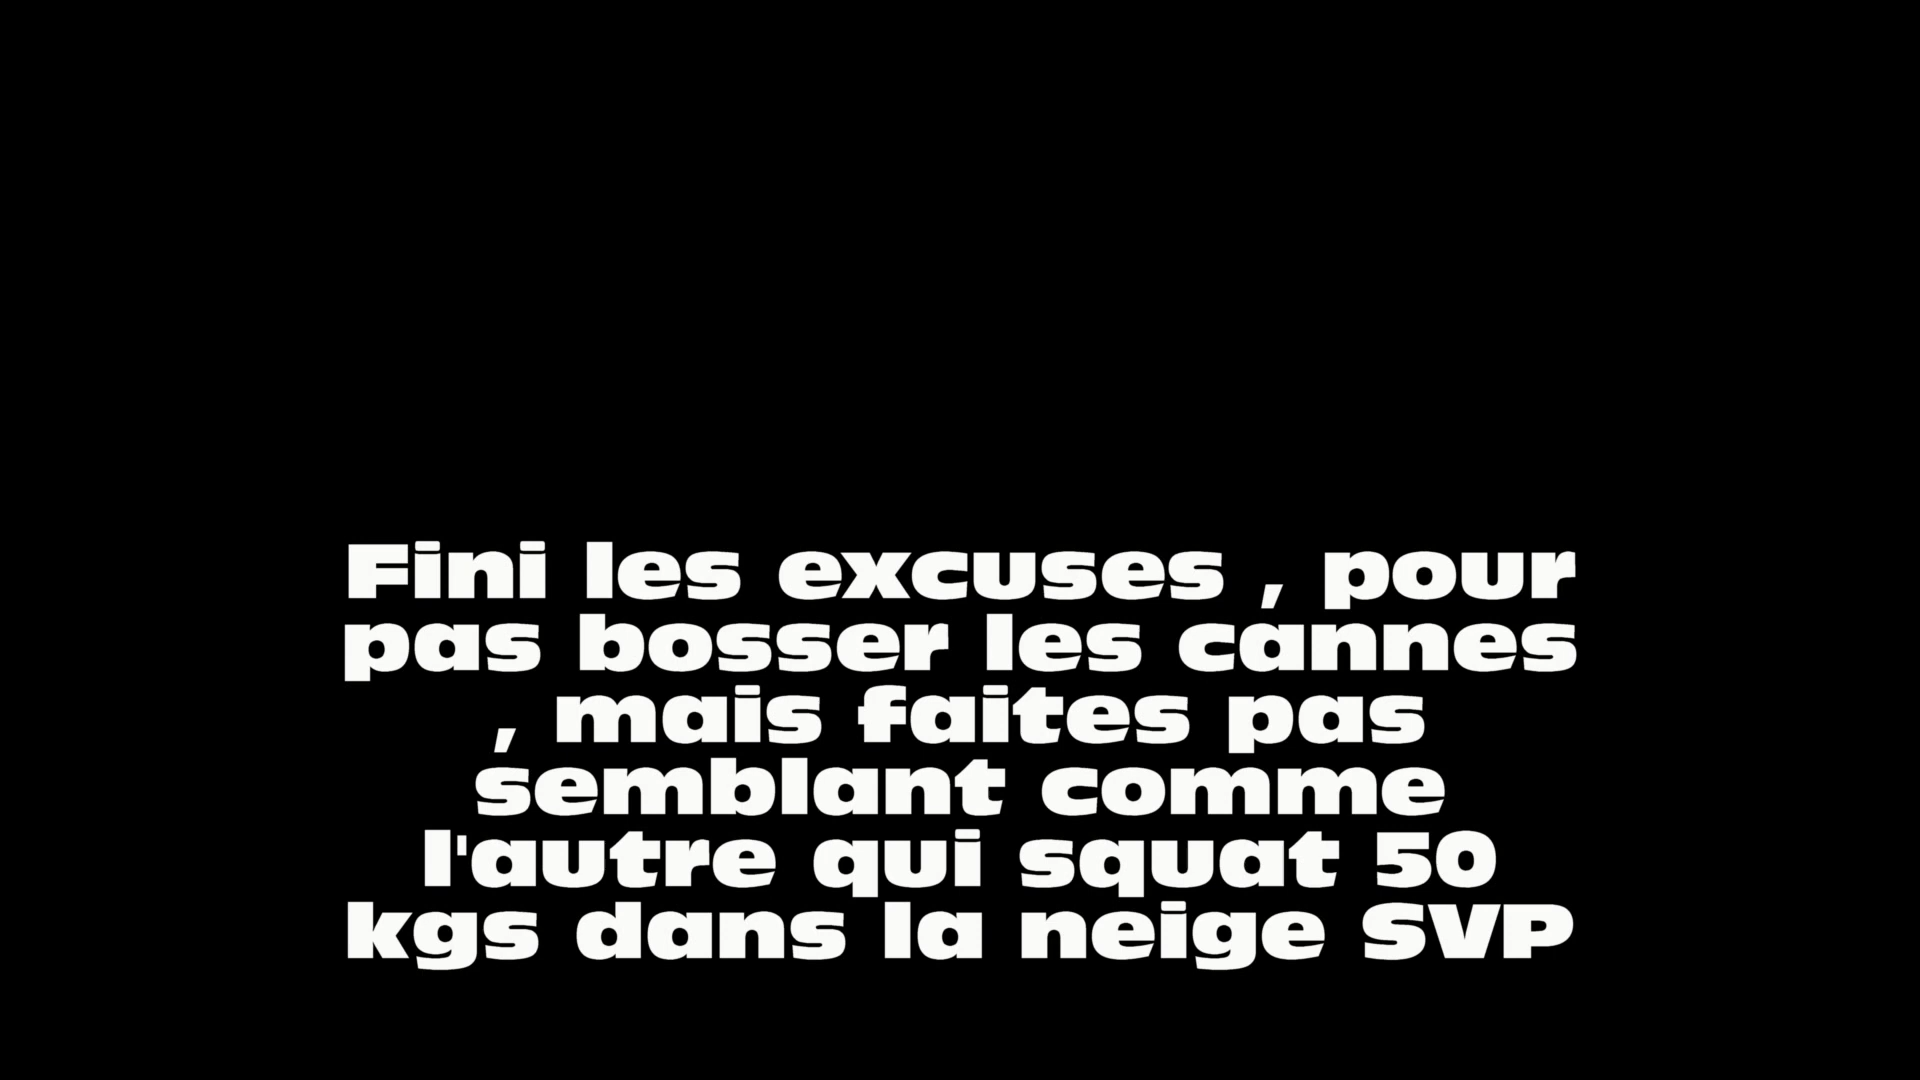 Fini les excuses , pour
pas bosser les cannes
, mais faites pas
semblant comme
l'autre qui squat 50
kgs dans la neige SVP